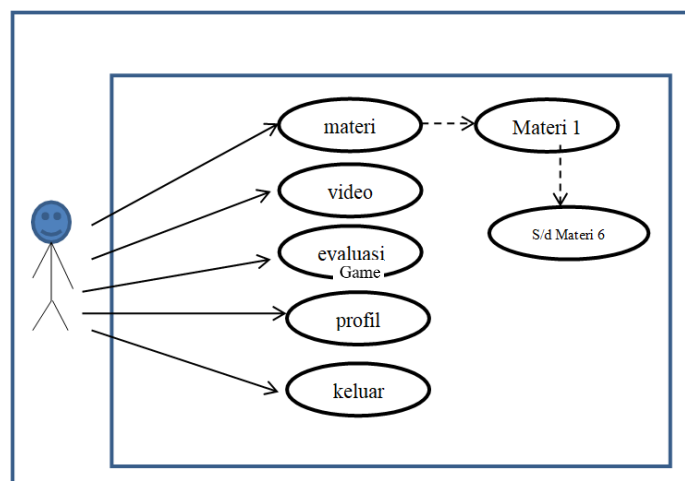 materi
Materi 1
video
S/d Materi 6
evaluasi
Game
profil
keluar